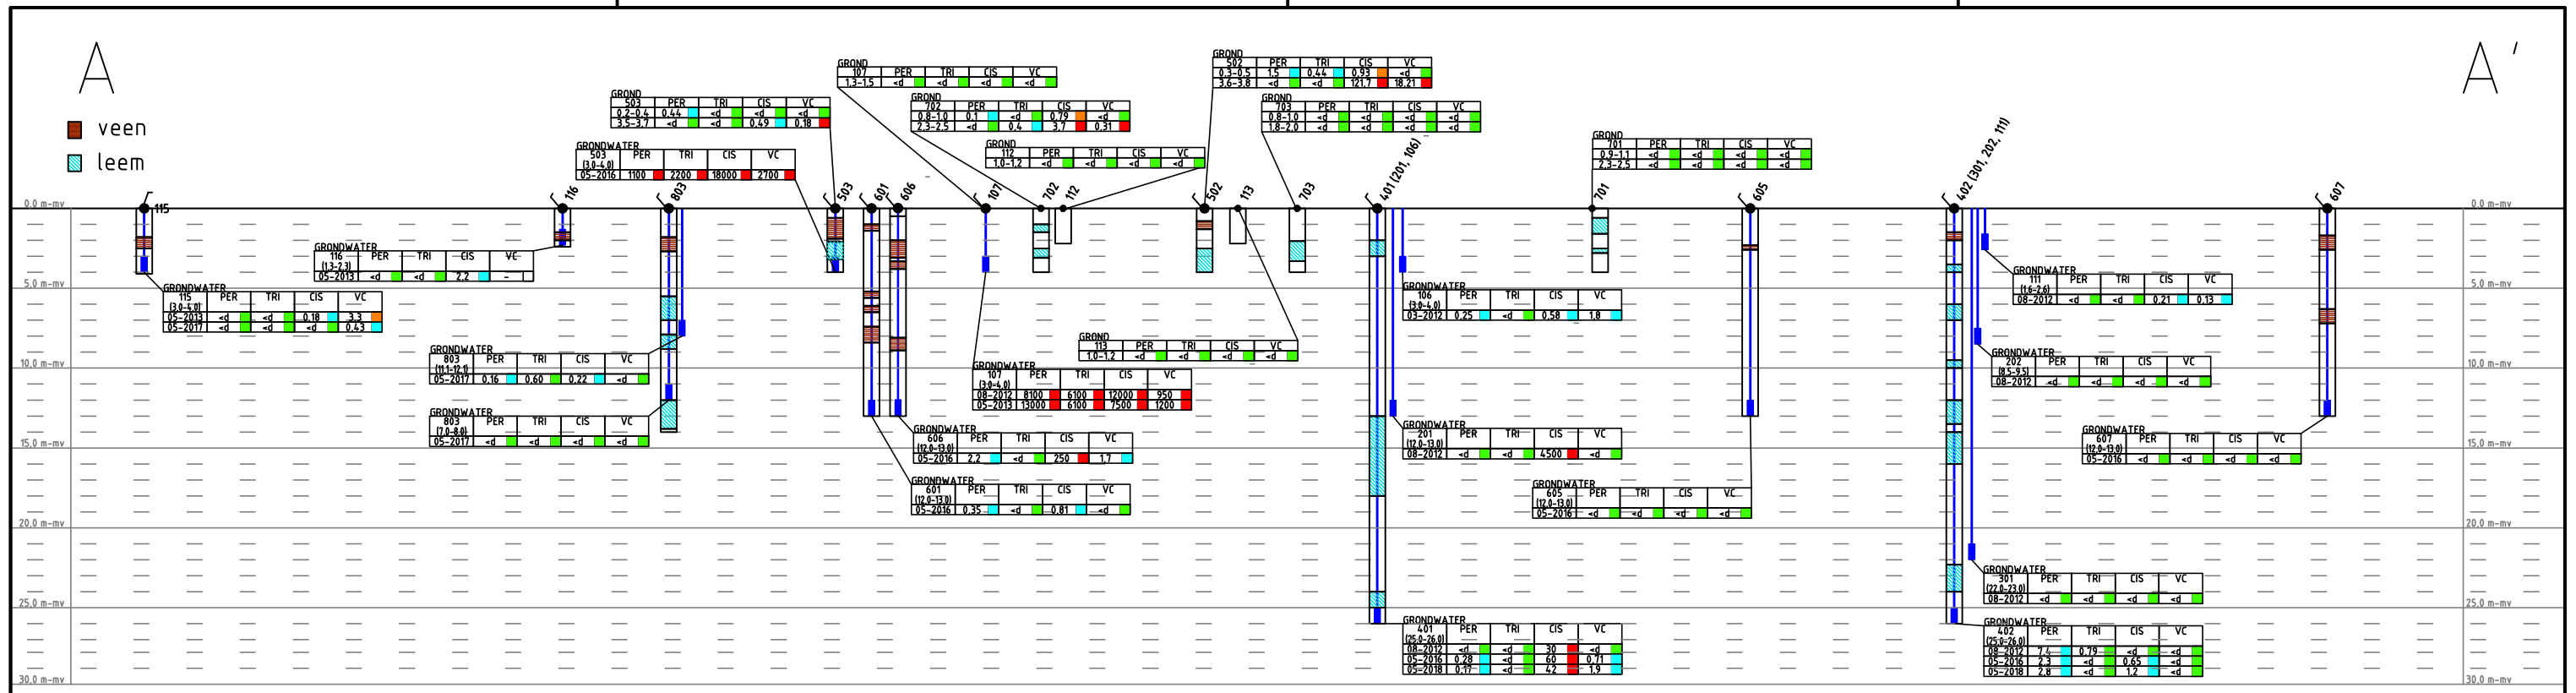 A
A'
veen
leem
GROND
503 PER TRI CIS VC
0.2-0.4 0.44 <d <d <d
3.5-3.7 <d <d 0.49 0.18
GRONDWATER
503 PER TRI CIS VC
(3.0-4.0)
05-2016 1100 2200 18000 2700
GROND
107 PER TRI CIS VC
1.3-1.5 <d <d <d <d
GROND
702 PER TRI CIS VC
0.8-1.0 0.1 <d 0.79 <d
2.3-2.5 <d 0.4 3.7 0.31
GROND
112 PER TRI CIS VC
1.0-1.2 <d <d <d <d
GROND
502 PER TRI CIS VC
0.3-0.5 1.5 0.44 0.93 <d
3.6-3.8 <d <d 121.7 18.21
GROND
703 PER TRI CIS VC
0.8-1.0 <d <d <d <d
1.8-2.0 <d <d <d <d
GROND
701 PER TRI CIS VC
0.9-1.1 <d <d <d <d
2.3-2.5 <d <d <d <d
115
116
803
503
601
606
107
702
112
502
113
703
401 (201, 106)
701
605
402 (301, 202, 111)
607
0.0 m-mv
0.0 m-mv
GRONDWATER
116 PER TRI CIS VC
(1.3-2.3)
05-2013 <d <d 2.2 -
GRONDWATER
115 PER TRI CIS VC
(3.0-4.0)
05-2013 <d <d 0.18 3.3
05-2017 <d <d <d 0.43
GRONDWATER
803 PER TRI CIS VC
(11.1-12.1)
05-2017 0.16 0.60 0.22 <d
GRONDWATER
803 PER TRI CIS VC
(7.0-8.0)
05-2017 <d <d <d <d
GRONDWATER
107 PER TRI CIS VC
(3.0-4.0)
08-2012 8100 6100 12000 950
05-2013 13000 6100 7500 1200
GROND
113 PER TRI CIS VC
1.0-1.2 <d <d <d <d
GRONDWATER
606 PER TRI CIS VC
(12.0-13.0)
05-2016 2.2 <d 250 1.7
GRONDWATER
601 PER TRI CIS VC
(12.0-13.0)
05-2016 0.35 <d 0.81 <d
GRONDWATER
106 PER TRI CIS VC
(3.0-4.0)
03-2012 0.25 <d 0.58 1.8
GRONDWATER
201 PER TRI CIS VC
(12.0-13.0)
08-2012 <d <d 4500 <d
GRONDWATER
605 PER TRI CIS VC
(12.0-13.0)
05-2016 <d <d <d <d
GRONDWATER
401 PER TRI CIS VC
(25.0-26.0)
08-2012 <d <d 30 <d
05-2016 0.28 <d 60 0.71
05-2018 0.17 <d 42 1.9
GRONDWATER
111 PER TRI CIS VC
(1.6-2.6)
08-2012 <d <d 0.21 0.13
GRONDWATER
202 PER TRI CIS VC
(8.5-9.5)
08-2012 <d <d <d <d
GRONDWATER
607 PER TRI CIS VC
(12.0-13.0)
05-2016 <d <d <d <d
GRONDWATER
301 PER TRI CIS VC
(22.0-23.0)
08-2012 <d <d <d <d
GRONDWATER
402 PER TRI CIS VC
(25.0-26.0)
08-2012 7.4 0.79 <d <d
05-2016 2.3 <d 0.65 <d
05-2018 2.8 <d 1.2 <d
5.0 m-mv
5.0 m-mv
10.0 m-mv
10.0 m-mv
15.0 m-mv
15.0 m-mv
20.0 m-mv
20.0 m-mv
25.0 m-mv
25.0 m-mv
30.0 m-mv
30.0 m-mv